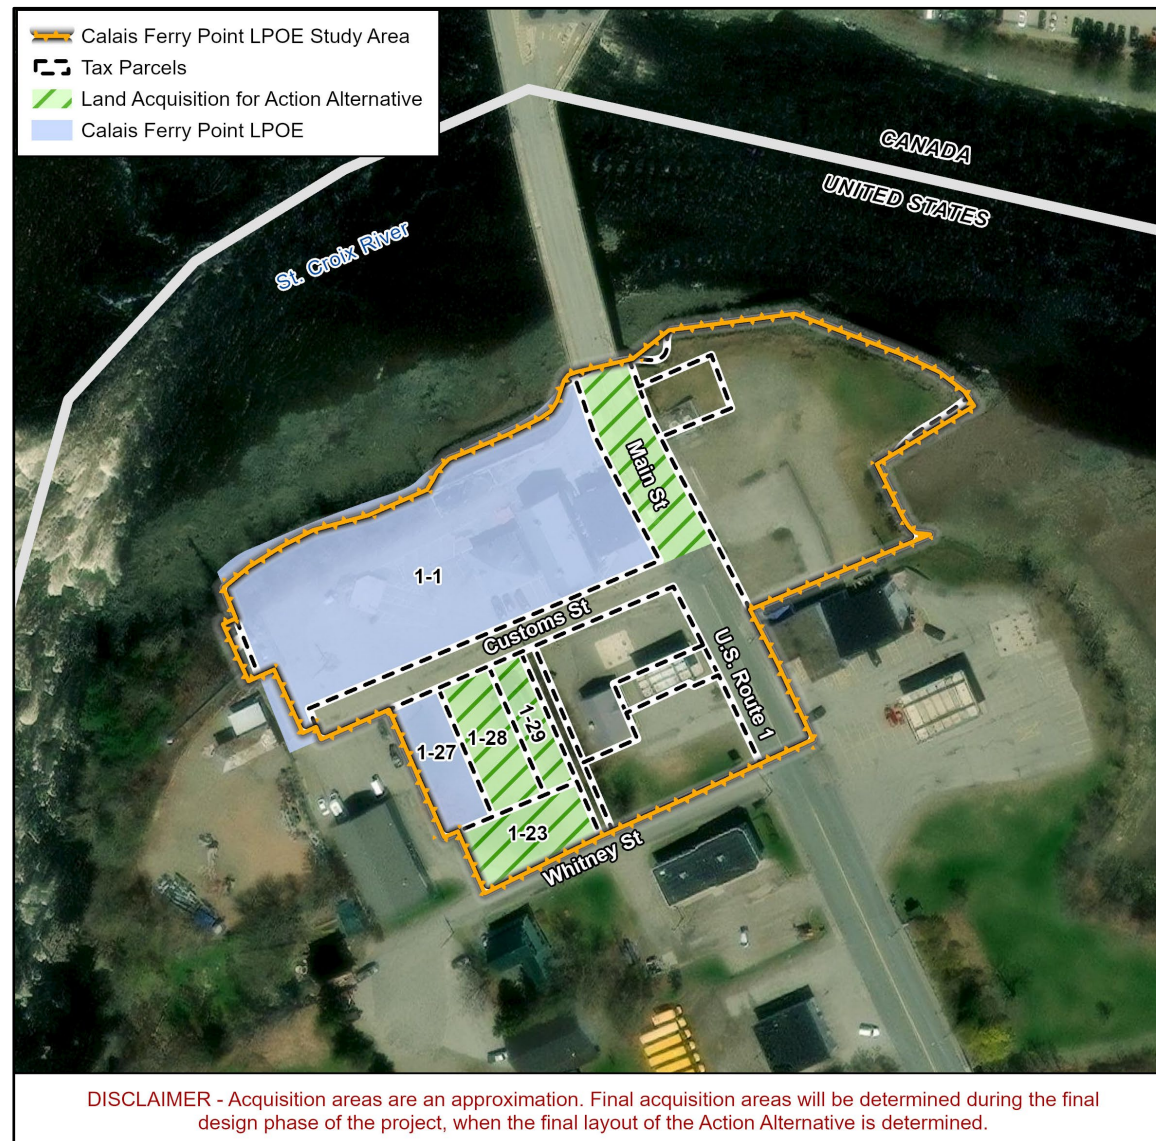 Calais Ferry Point LPOE Study Area
Tax Parcels
Land Acquisition for Action Alternative
Calais Ferry Point LPOE
CANADA
UNITED STATES
St. Croix River
Main St
1-1
Customs St
U.S. Route 1
1-29
1-28
1-27
1-23
Whitney St
DISCLAIMER - Acquisition areas are an approximation. Final acquisition areas will be determined during the final
design phase of the project, when the final layout of the Action Alternative is determined.